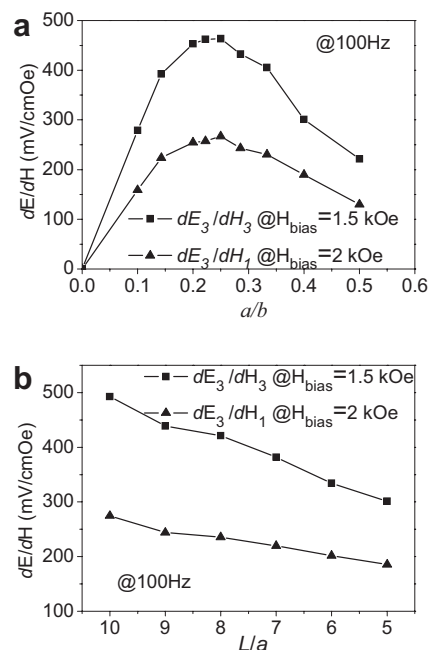 a
@100Hz
500
400
300
200
100
0
dE/dH (mV/cmOe)
dE3/dH3 @Hbias=1.5 kOe
dE3/dH1 @Hbias=2 kOe
0.0 0.1 0.2 0.3 0.4 0.5 0.6
a/b
b
dE3/dH3 @Hbias=1.5 kOe
dE3/dH1 @Hbias=2 kOe
500
400
300
200
100
dE/dH (mV/cmOe)
@100Hz
10 9 8 7 6 5
L/a